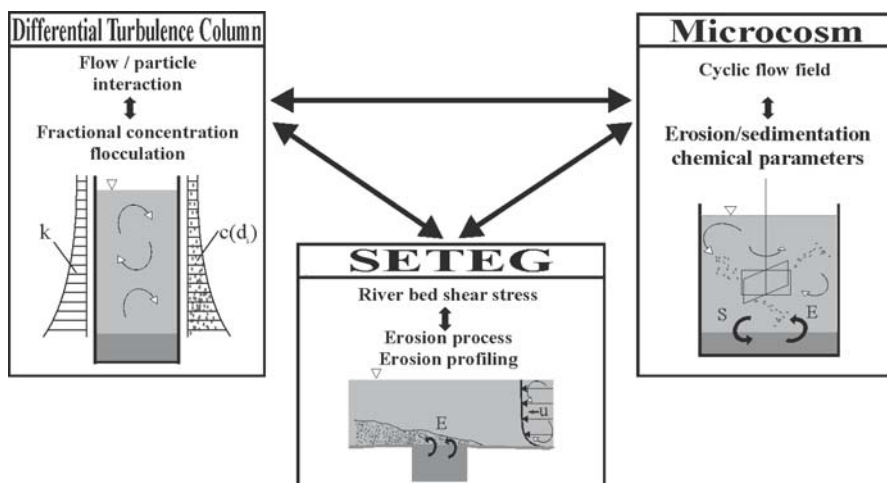 Differential Turbulence Column
Flow / particle
interaction
Fractional concentration
flocculation
k
c(dᵢ)
Microcosm
Cyclic flow field
Erosion/sedimentation
chemical parameters
S
E
SETEG
River bed shear stress
Erosion process
Erosion profiling
E
u